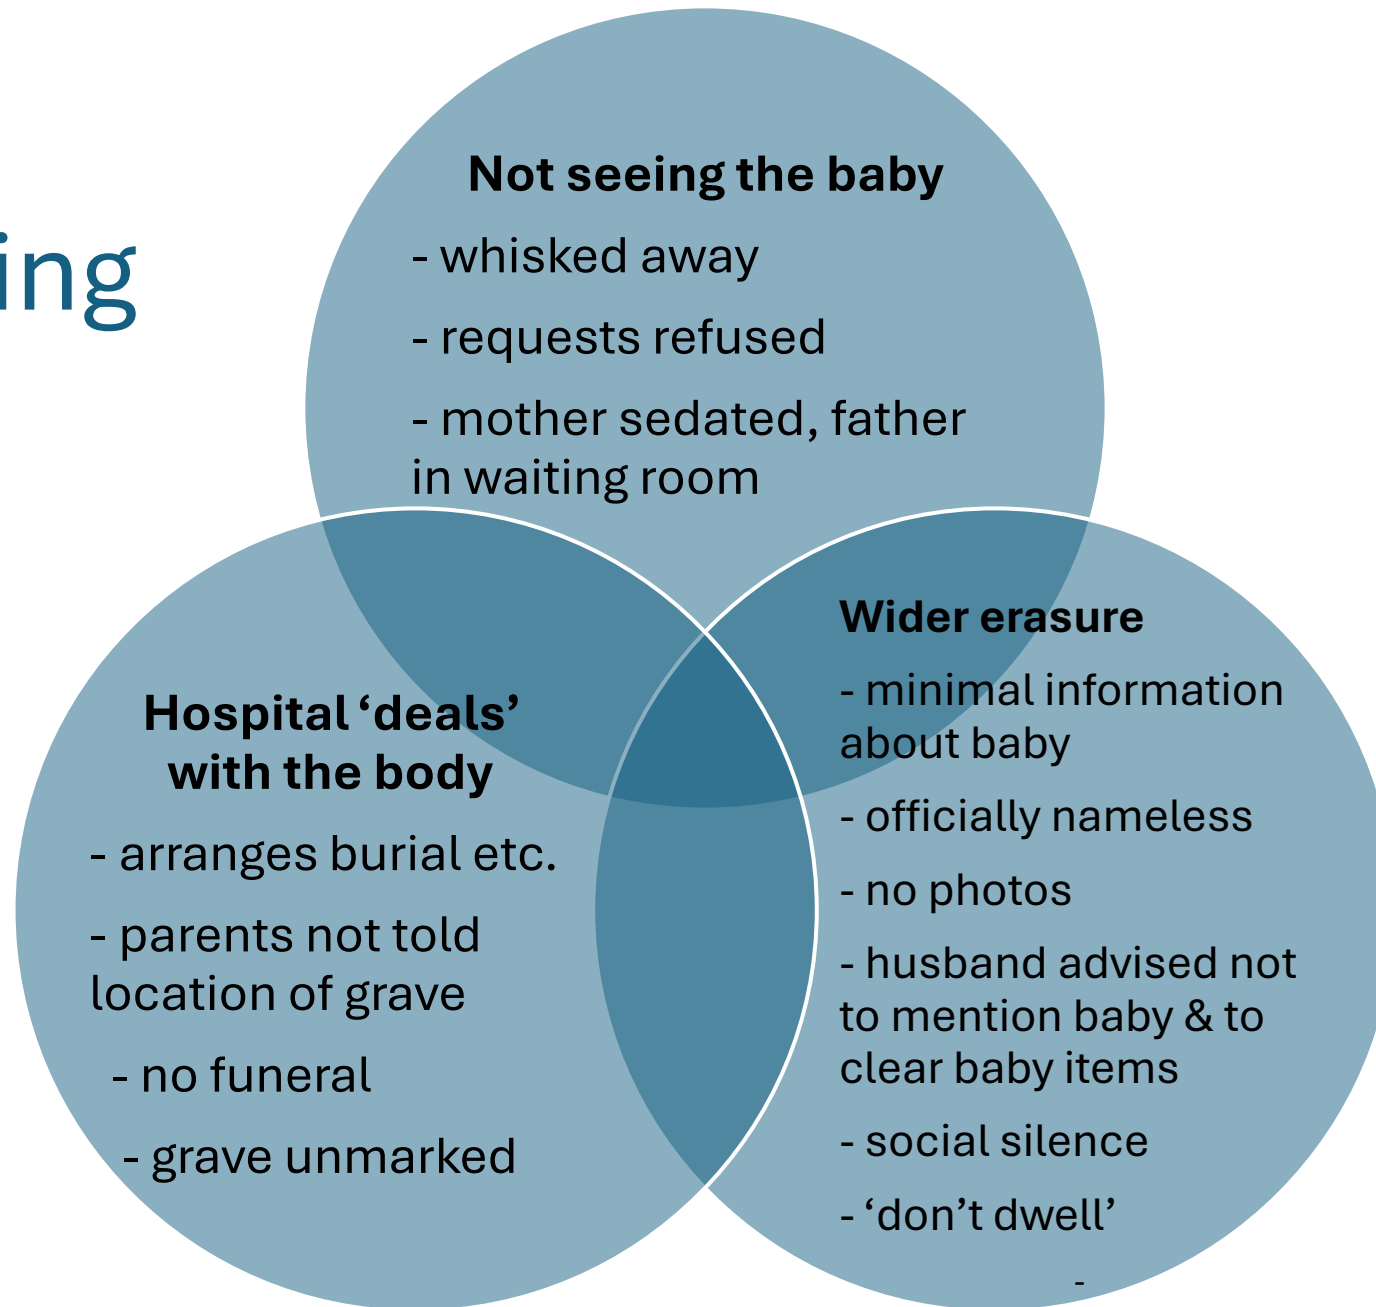 ing
Not seeing the baby
- whisked away
- requests refused
- mother sedated, father
in waiting room
Hospital ‘deals’
with the body
- arranges burial etc.
- parents not told
location of grave
- no funeral
- grave unmarked
Wider erasure
- minimal information
about baby
- officially nameless
- no photos
- husband advised not
to mention baby & to
clear baby items
- social silence
- ‘don’t dwell’
-